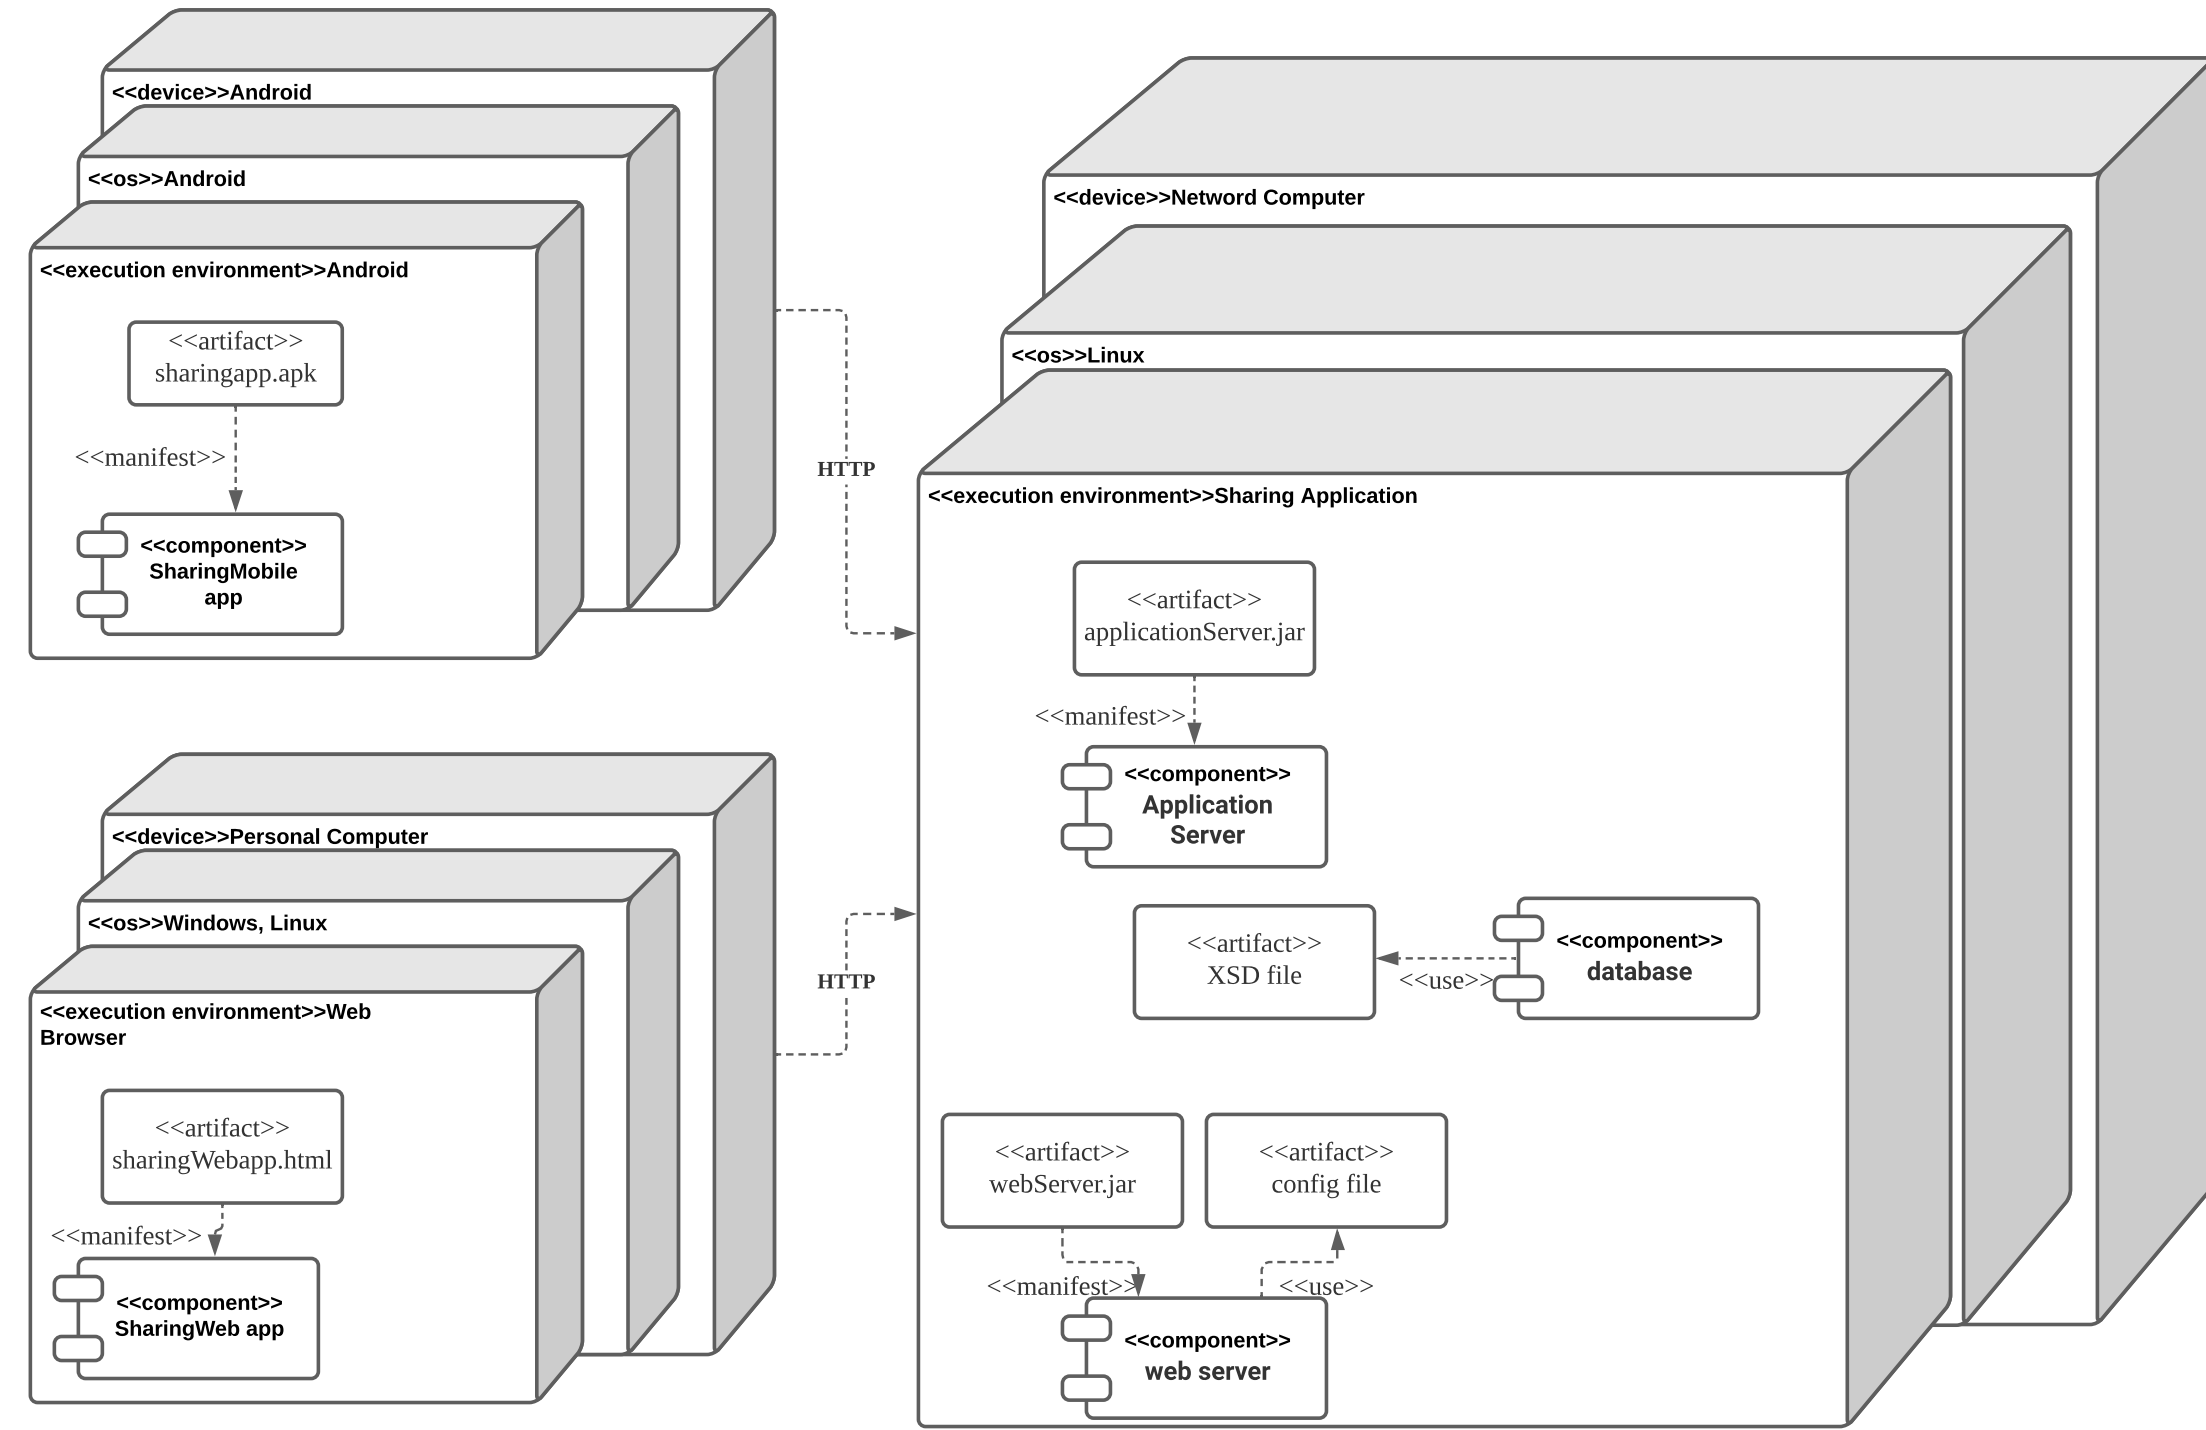 <<device>>Android
<<os>>Android
<<execution environment>>Android
<<artifact>>
sharingapp.apk
<<manifest>>
<<component>>
SharingMobile
app
HTTP
<<device>>Personal Computer
<<os>>Windows, Linux
<<execution environment>>Web
Browser
<<artifact>>
sharingWebapp.html
<<manifest>>
<<component>>
SharingWeb app
HTTP
<<device>>Netword Computer
<<os>>Linux
<<execution environment>>Sharing Application
<<artifact>>
applicationServer.jar
<<manifest>>
<<component>>
Application
Server
<<artifact>>
XSD file
<<use>>
<<component>>
database
<<artifact>>
webServer.jar
<<artifact>>
config file
<<manifest>>
<<use>>
<<component>>
web server